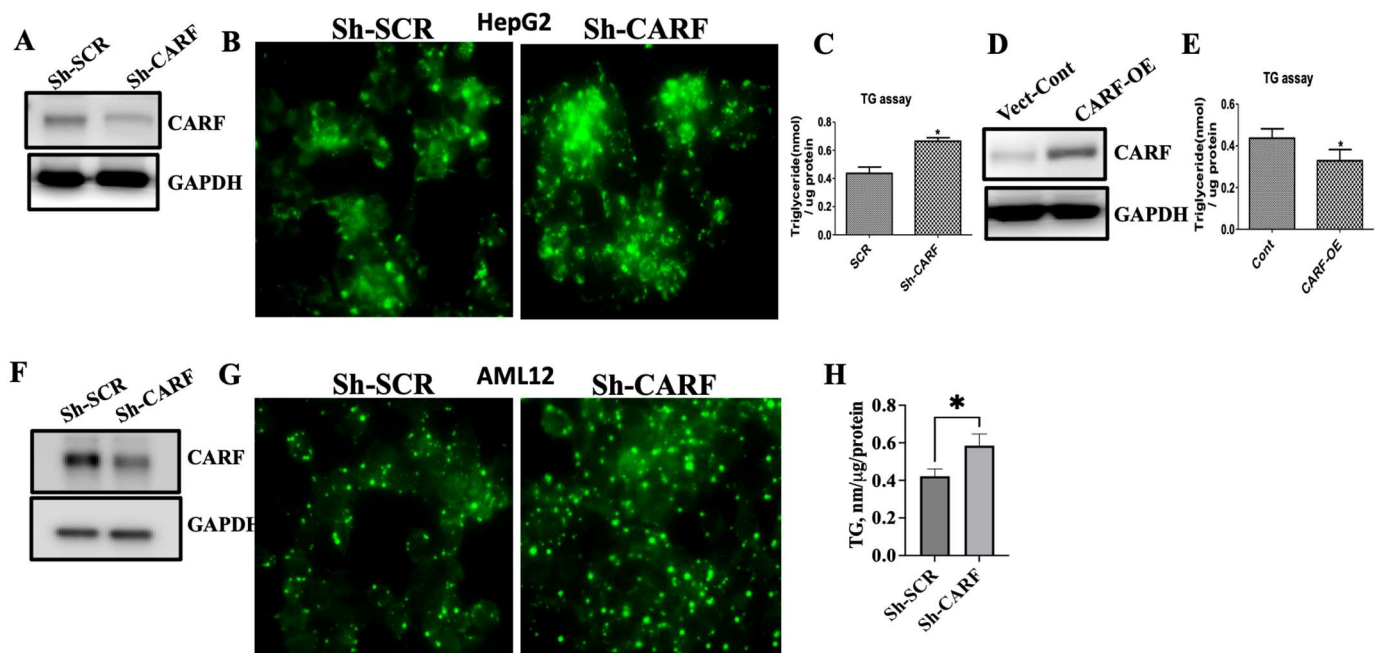 A
Sh-SCR
Sh-CARF
CARF
GAPDH
B
HepG2
Sh-SCR
Sh-CARF
C
TG assay
Triglyceride(nmol)
/ ug protein
0.8
0.6
0.4
0.2
0.0
*
SCR
Sh-CARF
D
Vect-Cont
CARF-OE
CARF
GAPDH
E
TG assay
Triglyceride(nmol)
/ ug protein
0.6
0.4
0.2
0.0
*
Cont
CARF-OE
F
Sh-SCR
Sh-CARF
CARF
GAPDH
G
AML12
Sh-SCR
Sh-CARF
H
TG, nm/μg/protein
0.8
0.6
0.4
0.2
0.0
*
Sh-SCR
Sh-CARF